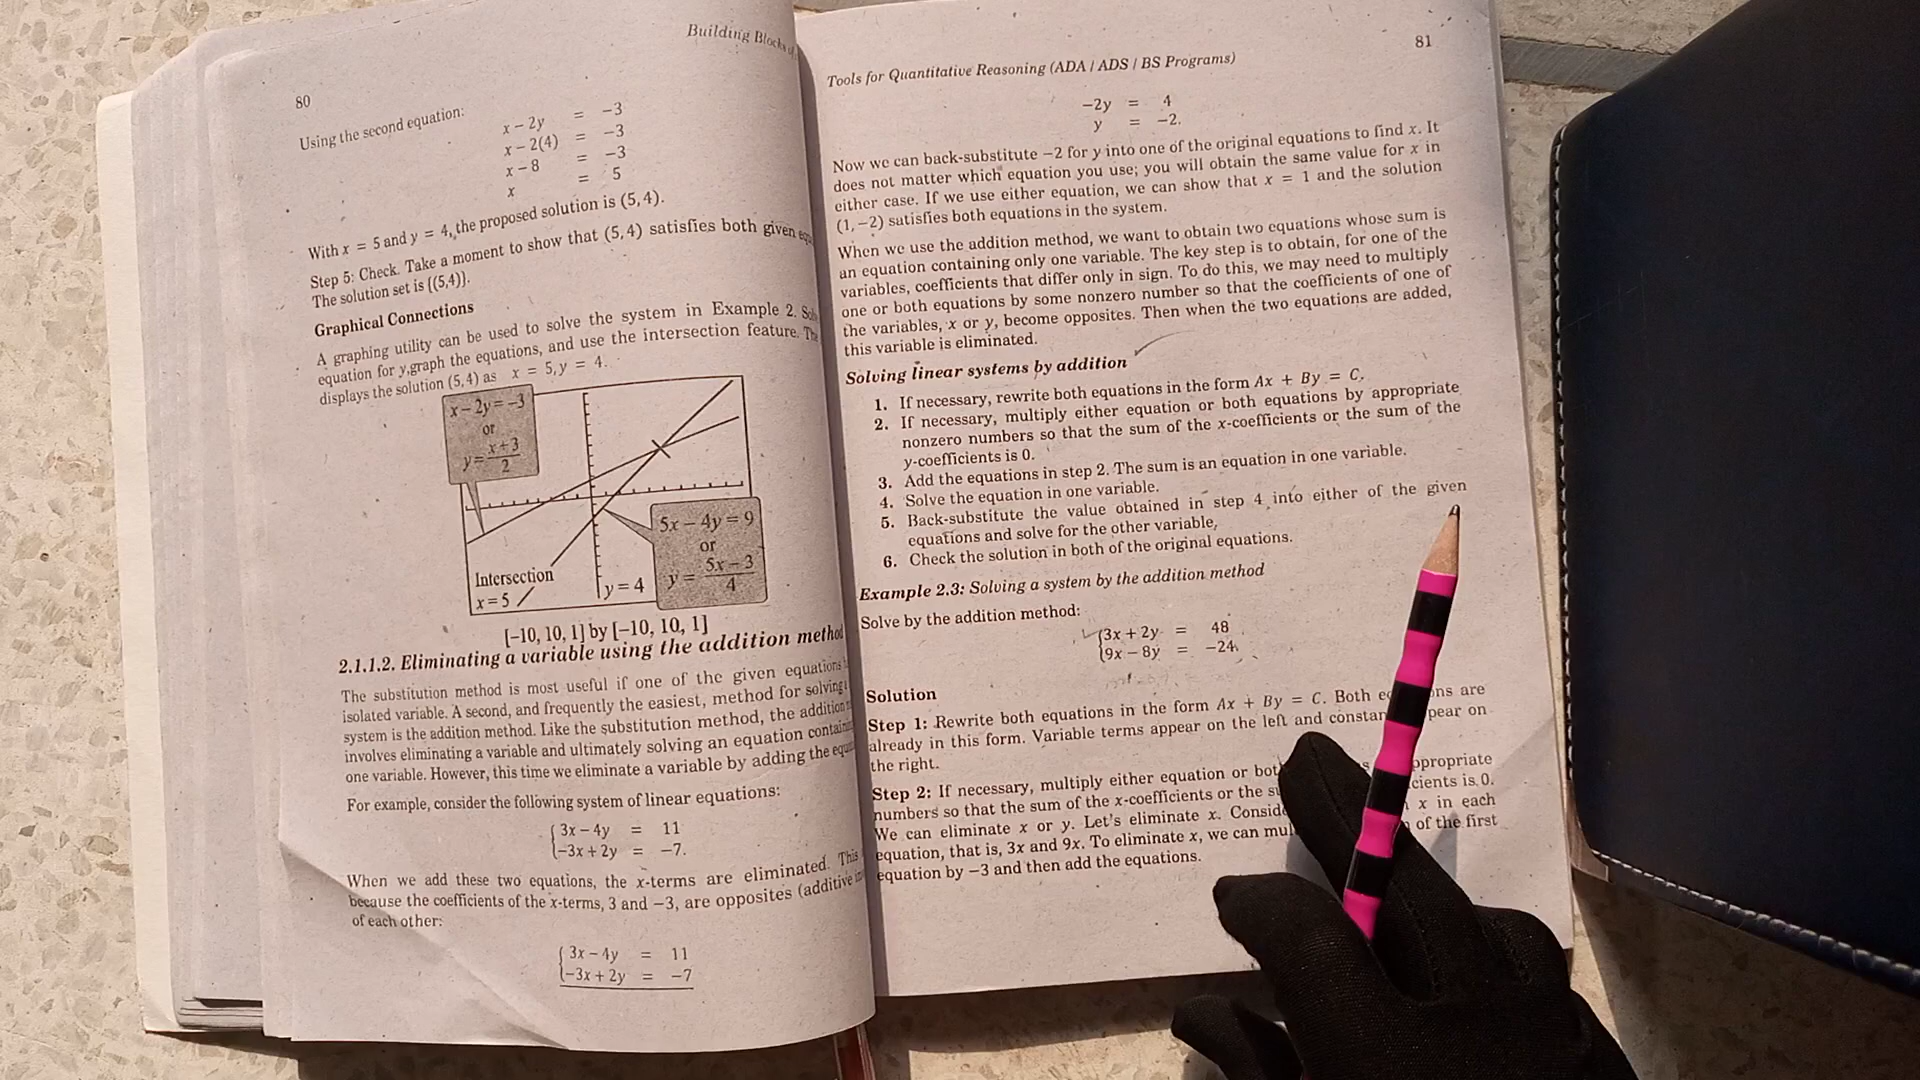 Building Blocks
80
Using the second equation:
x − 2y = −3
x − 2(4) = −3
x − 8 = −3
x = 5
With x = 5 and y = 4, the proposed solution is (5, 4).
Step 5: Check. Take a moment to show that (5, 4) satisfies both given
The solution set is {(5,4)}.
Graphical Connections
A graphing utility can be used to solve the system in Example 2.
equation for y,graph the equations, and use the intersection feature.
displays the solution (5, 4) as x = 5, y = 4.
x − 2y = −3
or
y = x + 3 / 2
5x − 4y = 9
or
y = 5x − 3 / 4
Intersection
x = 5
y = 4
[−10, 10, 1] by [−10, 10, 1]
2.1.1.2. Eliminating a variable using the addition method
The substitution method is most useful if one of the given equations
isolated variable. A second, and frequently the easiest, method for solving
system is the addition method. Like the substitution method, the addition
involves eliminating a variable and ultimately solving an equation
one variable. However, this time we eliminate a variable by adding the
For example, consider the following system of linear equations:
{3x − 4y = 11
−3x + 2y = −7.
When we add these two equations, the x-terms are eliminated. This
because the coefficients of the x-terms, 3 and −3, are opposites (additive
of each other:
{3x − 4y = 11
−3x + 2y = −7
81
Tools for Quantitative Reasoning (ADA / ADS / BS Programs)
−2y = 4
y = −2.
Now we can back-substitute −2 for y into one of the original equations to find x. It
does not matter which equation you use; you will obtain the same value for x in
either case. If we use either equation, we can show that x = 1 and the solution
(1, −2) satisfies both equations in the system.
When we use the addition method, we want to obtain two equations whose sum is
an equation containing only one variable. The key step is to obtain, for one of the
variables, coefficients that differ only in sign. To do this, we may need to multiply
one or both equations by some nonzero number so that the coefficients of one of
the variables, x or y, become opposites. Then when the two equations are added,
this variable is eliminated.
Solving linear systems by addition
1. If necessary, rewrite both equations in the form Ax + By = C.
2. If necessary, multiply either equation or both equations by appropriate
nonzero numbers so that the sum of the x-coefficients or the sum of the
y-coefficients is 0.
3. Add the equations in step 2. The sum is an equation in one variable.
4. Solve the equation in one variable.
5. Back-substitute the value obtained in step 4 into either of the given
equations and solve for the other variable,
6. Check the solution in both of the original equations.
Example 2.3: Solving a system by the addition method
Solve by the addition method:
{3x + 2y = 48
9x − 8y = −24
Solution
Step 1: Rewrite both equations in the form Ax + By = C. Both are
already in this form. Variable terms appear on the left and on
the right.
Step 2: If necessary, multiply either equation or
numbers so that the sum of the x-coefficients or the is 0.
We can eliminate x or y. Let's eliminate x. x in each
equation, that is, 3x and 9x. To eliminate x, we can of the first
equation by −3 and then add the equations.